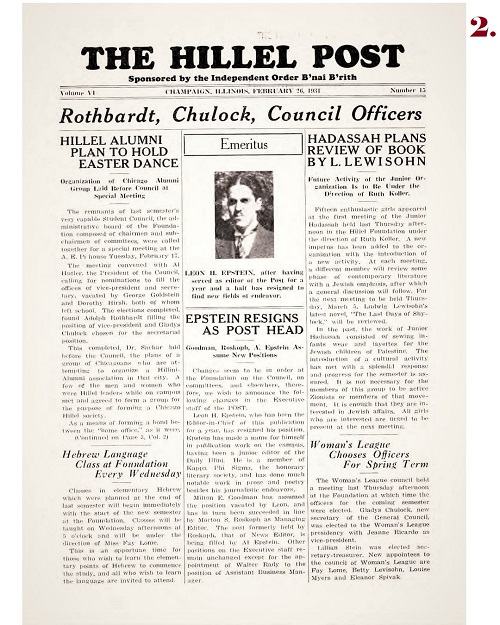 2.
THE HILLEL POST
Sponsored by the Independent Order B'nai B'rith
Volume VI CHAMPAIGN, ILLINOIS, FEBRUARY 26, 1931 Number 15
Rothbardt, Chulock, Council Officers
HILLEL ALUMNI
PLAN TO HOLD
EASTER DANCE
Organization of Chicago Alumni
Group Laid Before Council at
Special Meeting
The remnants of last semester's
very capable Student Council, the ad-
ministrative board of the Founda-
tion composed of chairmen and sub-
chairmen of committees, were called
together for a special meeting at the
A. E. Pi house Tuesday, February 17.
The meeting convened with Al
Hutler, the President of the Council,
calling for nominations to fill the
offices of vice-president and secre-
tary, vacated by George Goldstein
and Dorothy Hirsh, both of whom
left school. The elections, completed,
found Adolph Rothbardt filling the
position of vice-president and Gladys
Chulock chosen for the secretarial
position.
This completed, Dr. Sachar laid
before the Council, the plans of a
group of Chicagoans who are at-
tempting to organize a Hillel
Alumni association in that city. A
few of the men and women who
were Hillel leaders while on campus
met and agreed to form a group for
the purpose of forming a Chicago
Hillel society.
As a means of forming a bond be-
tween the "home office," as it were,
(Continued on Page 3, Col. 2)
Hebrew Language
Class at Foundation
Every Wednesday
Classes in elementary Hebrew
which were planned at the end of
last semester will begin immediately
with the start of the new semester
at the Foundation. Classes will be
taught on Wednesday afternoons at
5 o'clock and will be under the
direction of Miss Fay Lome.
This is an opportune time for
those who wish to learn the elemen-
tary points of Hebrew to commence
the study, and all who wish to learn
the language are invited to attend.
Emeritus
LEON H. EPSTEIN, after having
served as editor of the Post for a
year and a half has resigned to
find new fields of endeavor.
EPSTEIN RESIGNS
AS POST HEAD
Goodman, Roskoph, A. Epstein As-
sume New Positions
Changes seem to be in order at
the Foundation on the Council, on
committees, and elsewhere, there-
fore, we wish to announce the fol-
lowing changes in the Executive
staff of the POST.
Leon H. Epstein, who has been the
Editor-in-Chief of this publication
for a year, has resigned his position.
Epstein has made a name for himself
in publication work on the campus,
having been a Junior editor of the
Daily Illini. He is a member of
Kappa Phi Sigma, the honorary
literary society, and has done much
notable work in prose and poetry
besides his journalistic endeavors.
Milton E. Goodman has assumed
the position vacated by Leon, and
has in turn been succeeded in line
by Morton S. Roskoph as Managing
Editor. The post formerly held by
Roskoph, that of News Editor, is
being filled by Al Epstein. Other
positions on the Executive staff re-
main unchanged except for the ap-
pointment of Walter Rady to the
position of Assistant Business Man-
ager.
HADASSAH PLANS
REVIEW OF BOOK
BY L. LEWISOHN
Future Activity of the Junior Or-
ganization Is to Be Under the
Direction of Ruth Koller.
Fifteen enthusiastic girls appeared
at the first meeting of the Junior
Hadassah held last Thursday after-
noon in the Hillel Foundation under
the direction of Ruth Koller. A new
impetus has been added to the or-
ganization with the introduction of
a new activity. At each meeting,
a different member will review some
phase of contemporary literature
with a Jewish emphasis, after which
a general discussion will follow. For
the next meeting to be held Thurs-
day, March 5, Ludwig Lewisohn's
latest novel, "The Last Days of Shy-
lock," will be reviewed.
In the past, the work of Junior
Hadassah consisted of sewing in-
fants wear and layettes for the
Jewish children of Palestine. The
introduction of a cultural activity
has met with a splendid response
and progress for the semester is as-
sured. It is not necessary for the
members of this group to be active
Zionists or members of that move-
ment. It is enough that they are in-
terested in Jewish affairs. All girls
who are interested are urged to be
present at the next meeting.
Woman's League
Chooses Officers
For Spring Term
The Woman's League council held
a meeting last Thursday afternoon
at the Foundation at which time the
officers for the coming semester
were elected. Gladys Chulock, new
secretary of the General Council,
was elected to the Woman's League
presidency with Jeanne Ricardo as
vice-president.
Lillian Stein was elected sec-
retary-treasurer. New appointees to
the council of Woman's League are
Fay Lome, Betty Levisohn, Louise
Myers and Eleanor Spivak.